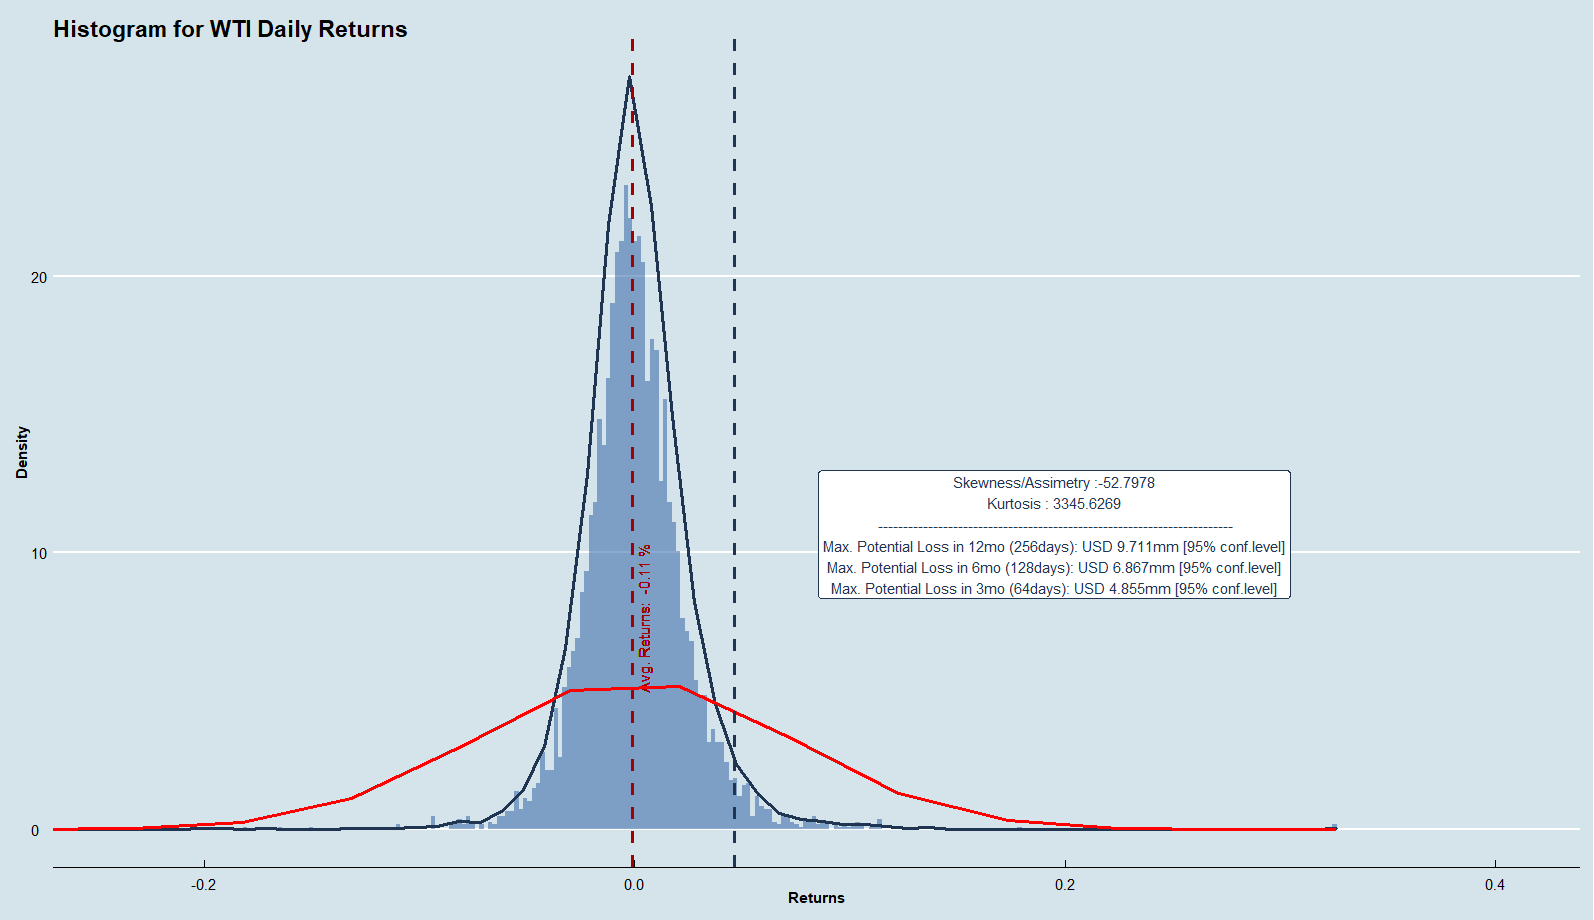 Histogram for WTI Daily Returns
20
10
0
Density
Avg. Returns: -0.11 %
Skewness/Assimetry :-52.7978
Kurtosis : 3345.6269
-----------------------------------------------------------------------
Max. Potential Loss in 12mo (256days): USD 9.711mm [95% conf.level]
Max. Potential Loss in 6mo (128days): USD 6.867mm [95% conf.level]
Max. Potential Loss in 3mo (64days): USD 4.855mm [95% conf.level]
-0.2
0.0
0.2
0.4
Returns